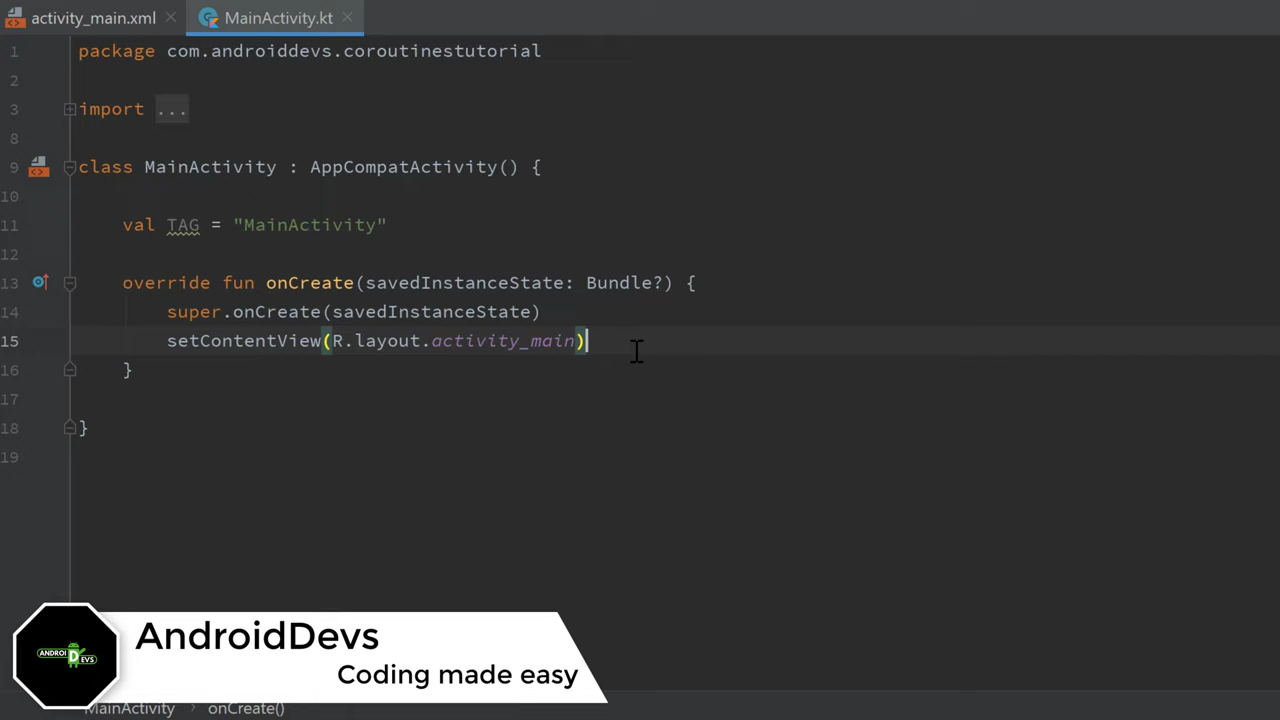 activity_main.xml
MainActivity.kt
1 package com.androiddevs.coroutinestutorial
2
3 import ...
8
9 class MainActivity : AppCompatActivity() {
10
11 val TAG = "MainActivity"
12
13 override fun onCreate(savedInstanceState: Bundle?) {
14 super.onCreate(savedInstanceState)
15 setContentView(R.layout.activity_main)
16 }
17
18 }
19
ANDROI DEVS
AndroidDevs
Coding made easy
MainActivity > onCreate()